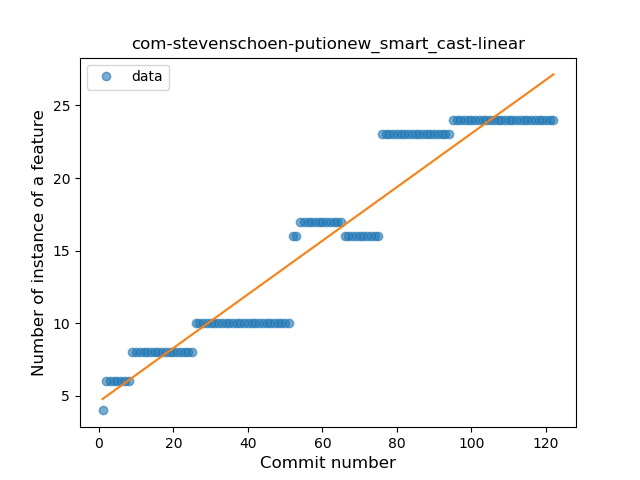 com-stevenschoen-putionew_smart_cast-linear
data
Number of instance of a feature
25
20
15
10
5
0 20 40 60 80 100 120
Commit number